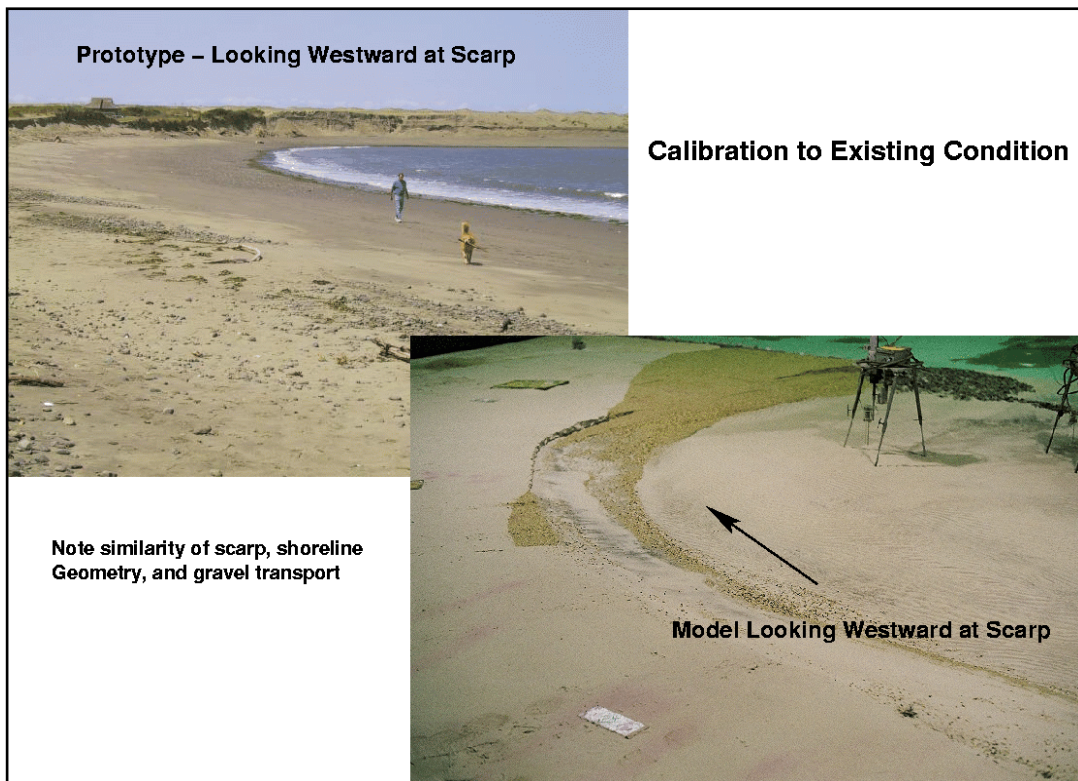 Prototype – Looking Westward at Scarp
Calibration to Existing Condition
Note similarity of scarp, shoreline
Geometry, and gravel transport
Model Looking Westward at Scarp